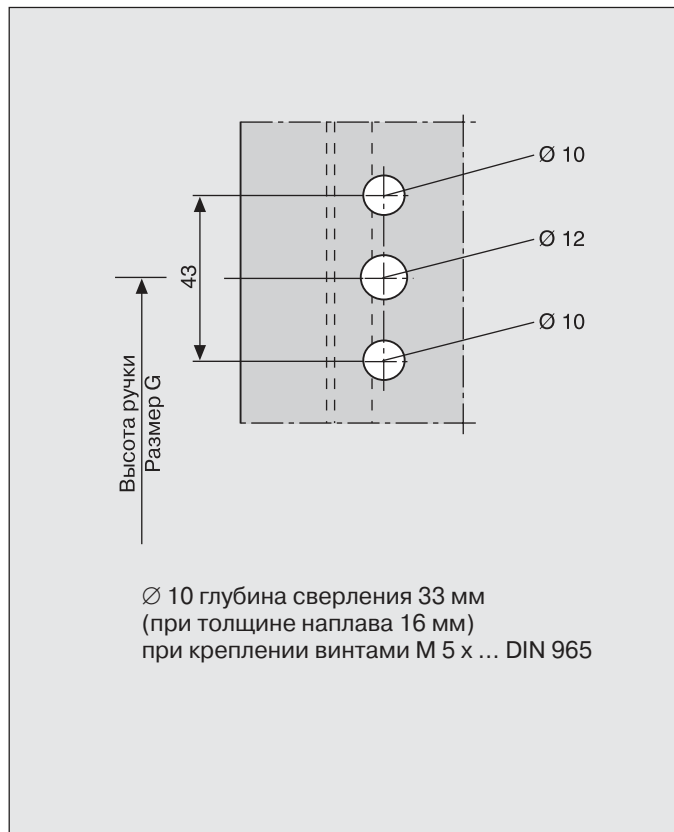 Ø 10
Ø 12
43
Ø 10
Высота ручки
Размер G
∅ 10 глубина сверления 33 мм
(при толщине наплава 16 мм)
при креплении винтами М 5 х ... DIN 965